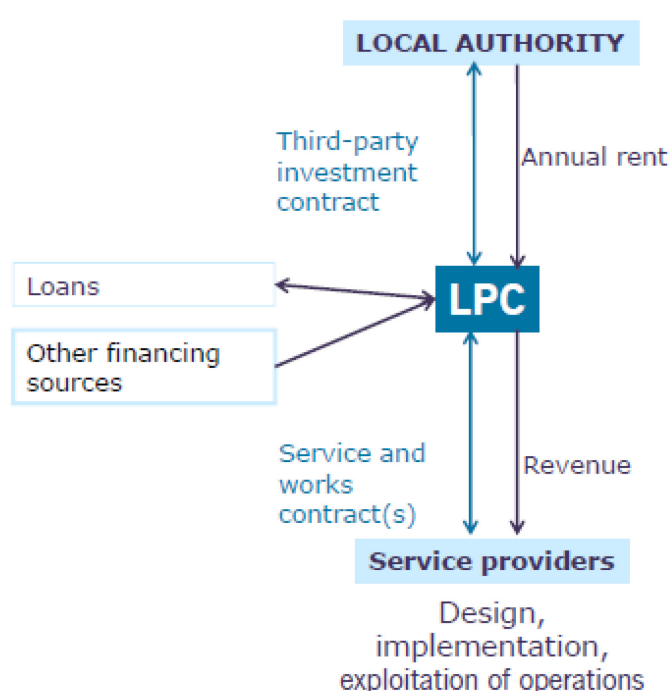 LOCAL AUTHORITY
Third-party
investment
contract
Annual rent
Loans
LPC
Other financing
sources
Service and
works
contract(s)
Revenue
Service providers
Design,
implementation,
exploitation of operations